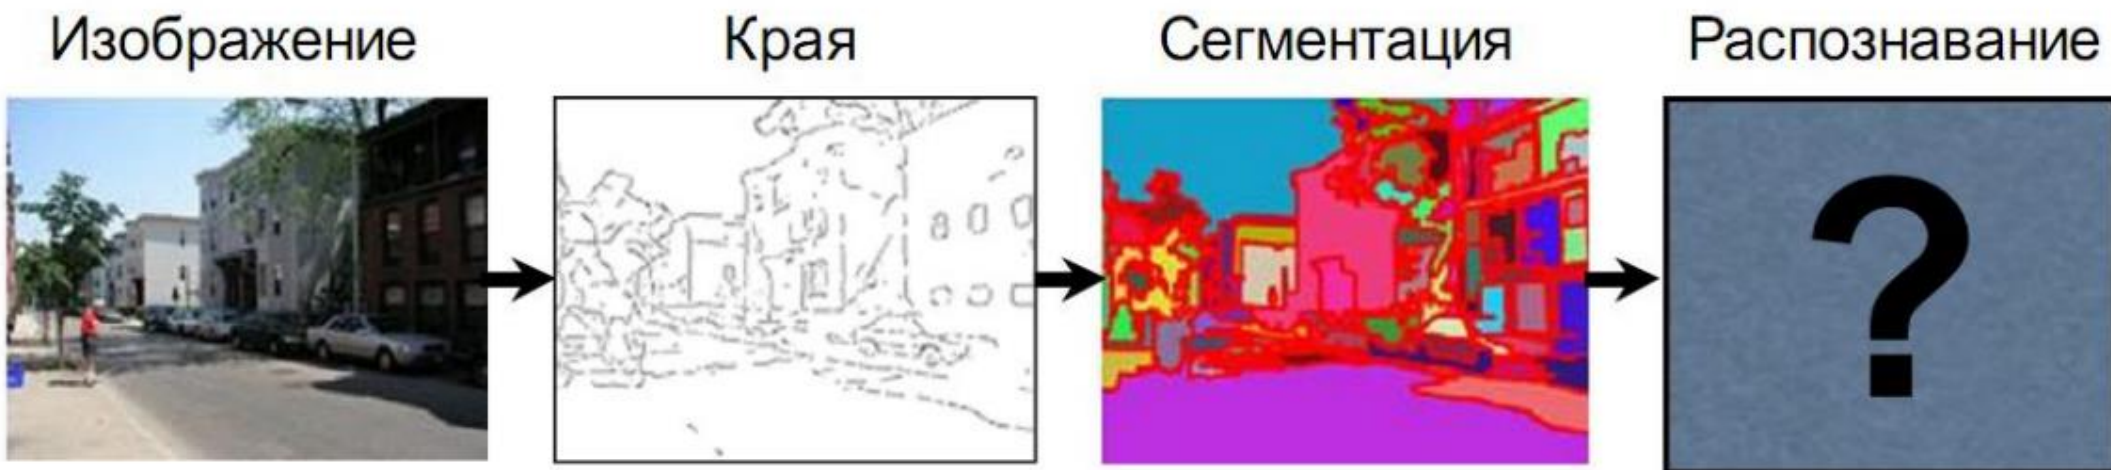 Изображение
Края
Сегментация
Распознавание
?